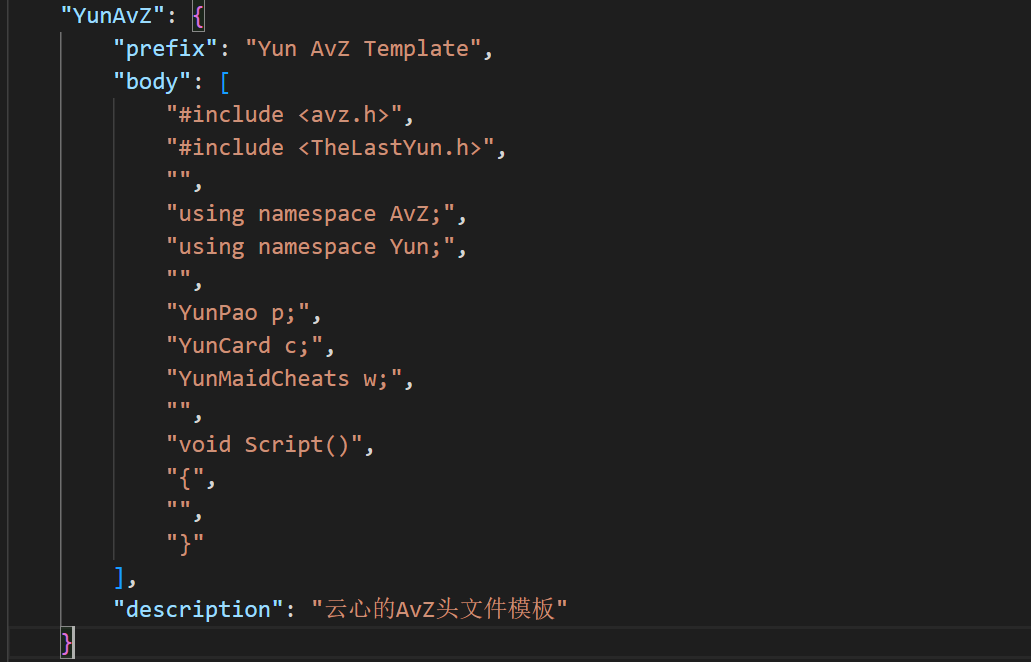 "YunAvZ": {
"prefix": "Yun AvZ Template",
"body": [
"#include <avz.h>",
"#include <TheLastYun.h>",
"",
"using namespace AvZ;",
"using namespace Yun;",
"",
"YunPao p;",
"YunCard c;",
"YunMaidCheats w;",
"",
"void Script()",
"{",
"",
"}"
],
"description": "云心的AvZ头文件模板"
}